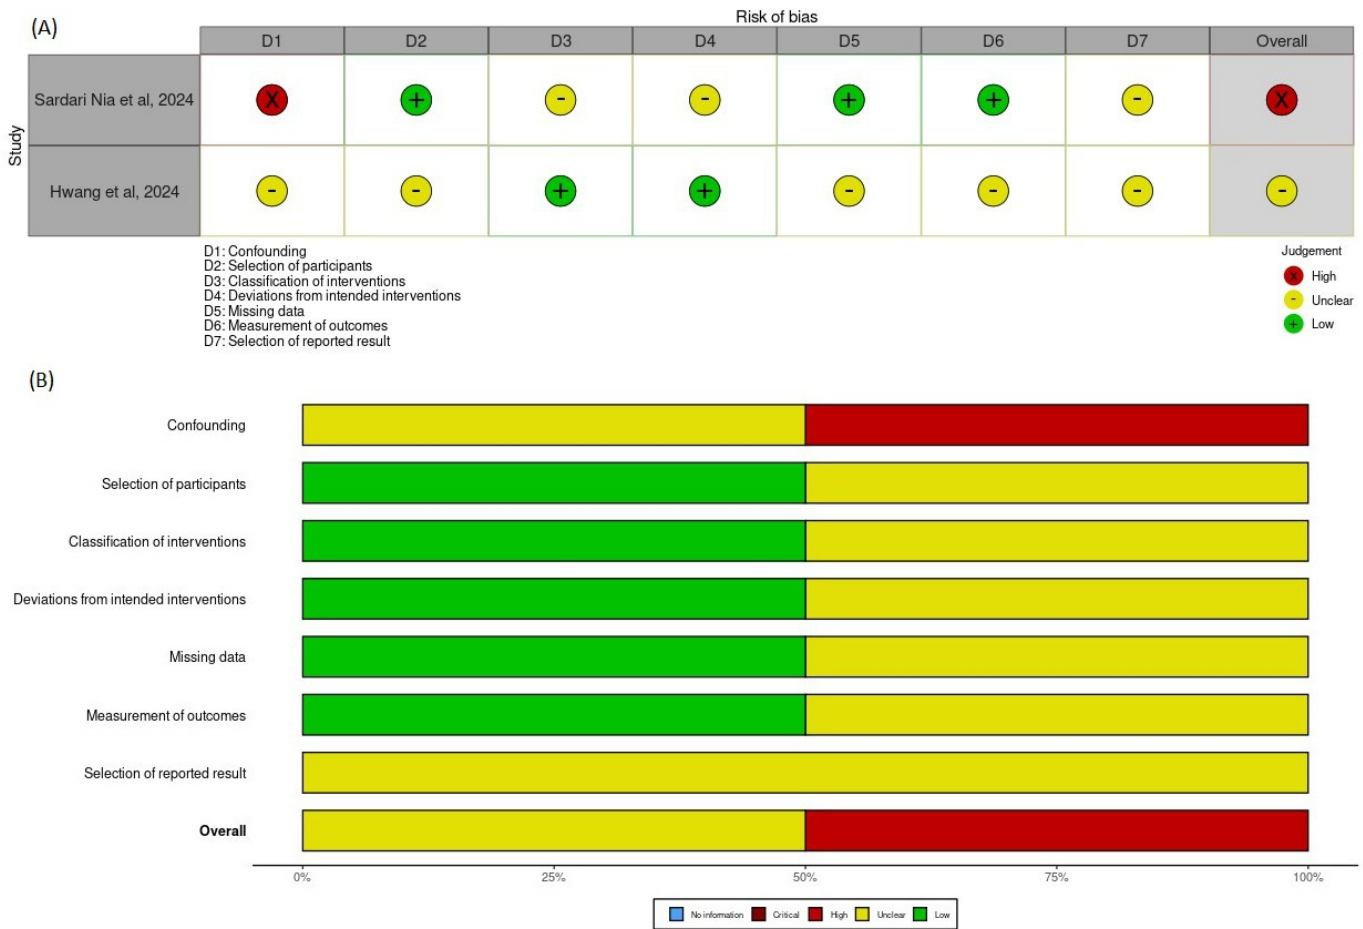 (A)
Risk of bias
D1 D2 D3 D4 D5 D6 D7 Overall
Study
Sardari Nia et al, 2024 X + - - + + - X
Hwang et al, 2024 - - + + - - - -
D1: Confounding
D2: Selection of participants
D3: Classification of interventions
D4: Deviations from intended interventions
D5: Missing data
D6: Measurement of outcomes
D7: Selection of reported result
Judgement
X High
- Unclear
+ Low
(B)
Confounding
Selection of participants
Classification of interventions
Deviations from intended interventions
Missing data
Measurement of outcomes
Selection of reported result
Overall
0% 25% 50% 75% 100%
No information Critical High Unclear Low